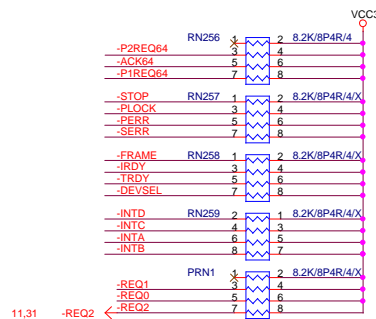 VCC3
RN256 1 2 8.2K/8P4R/4
-P2REQ64 3 4
-ACK64 5 6
-P1REQ64 7 8
-STOP RN257 1 2 8.2K/8P4R/4/X
-PLOCK 3 4
-PERR 5 6
-SERR 7 8
-FRAME RN258 1 2 8.2K/8P4R/4/X
-IRDY 3 4
-TRDY 5 6
-DEVSEL 7 8
-INTD RN259 2 1 8.2K/8P4R/4/X
-INTC 4 3
-INTA 6 5
-INTB 8 7
PRN1 1 2 8.2K/8P4R/4/X
-REQ1 3 4
-REQ0 5 6
11,31 -REQ2 -REQ2 7 8